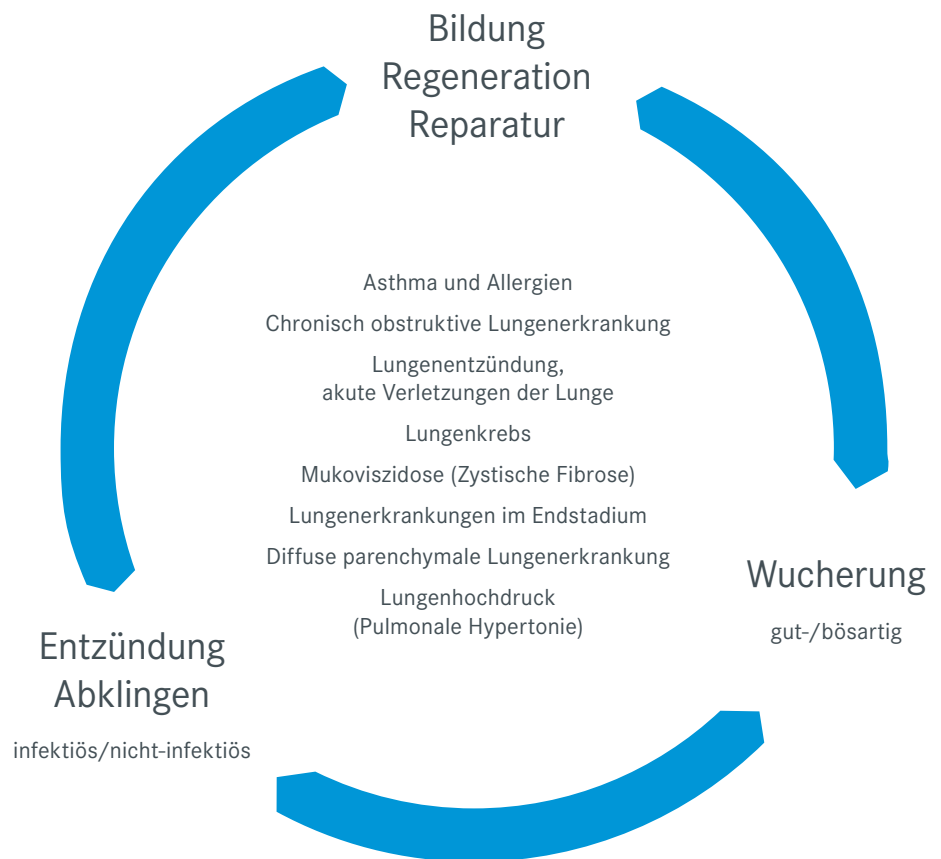 Bildung
Regeneration
Reparatur
Asthma und Allergien
Chronisch obstruktive Lungenerkrankung
Lungenentzündung,
akute Verletzungen der Lunge
Lungenkrebs
Mukoviszidose (Zystische Fibrose)
Lungenerkrankungen im Endstadium
Diffuse parenchymale Lungenerkrankung
Lungenhochdruck
(Pulmonale Hypertonie)
Wucherung
gut-/bösartig
Entzündung
Abklingen
infektiös/nicht-infektiös